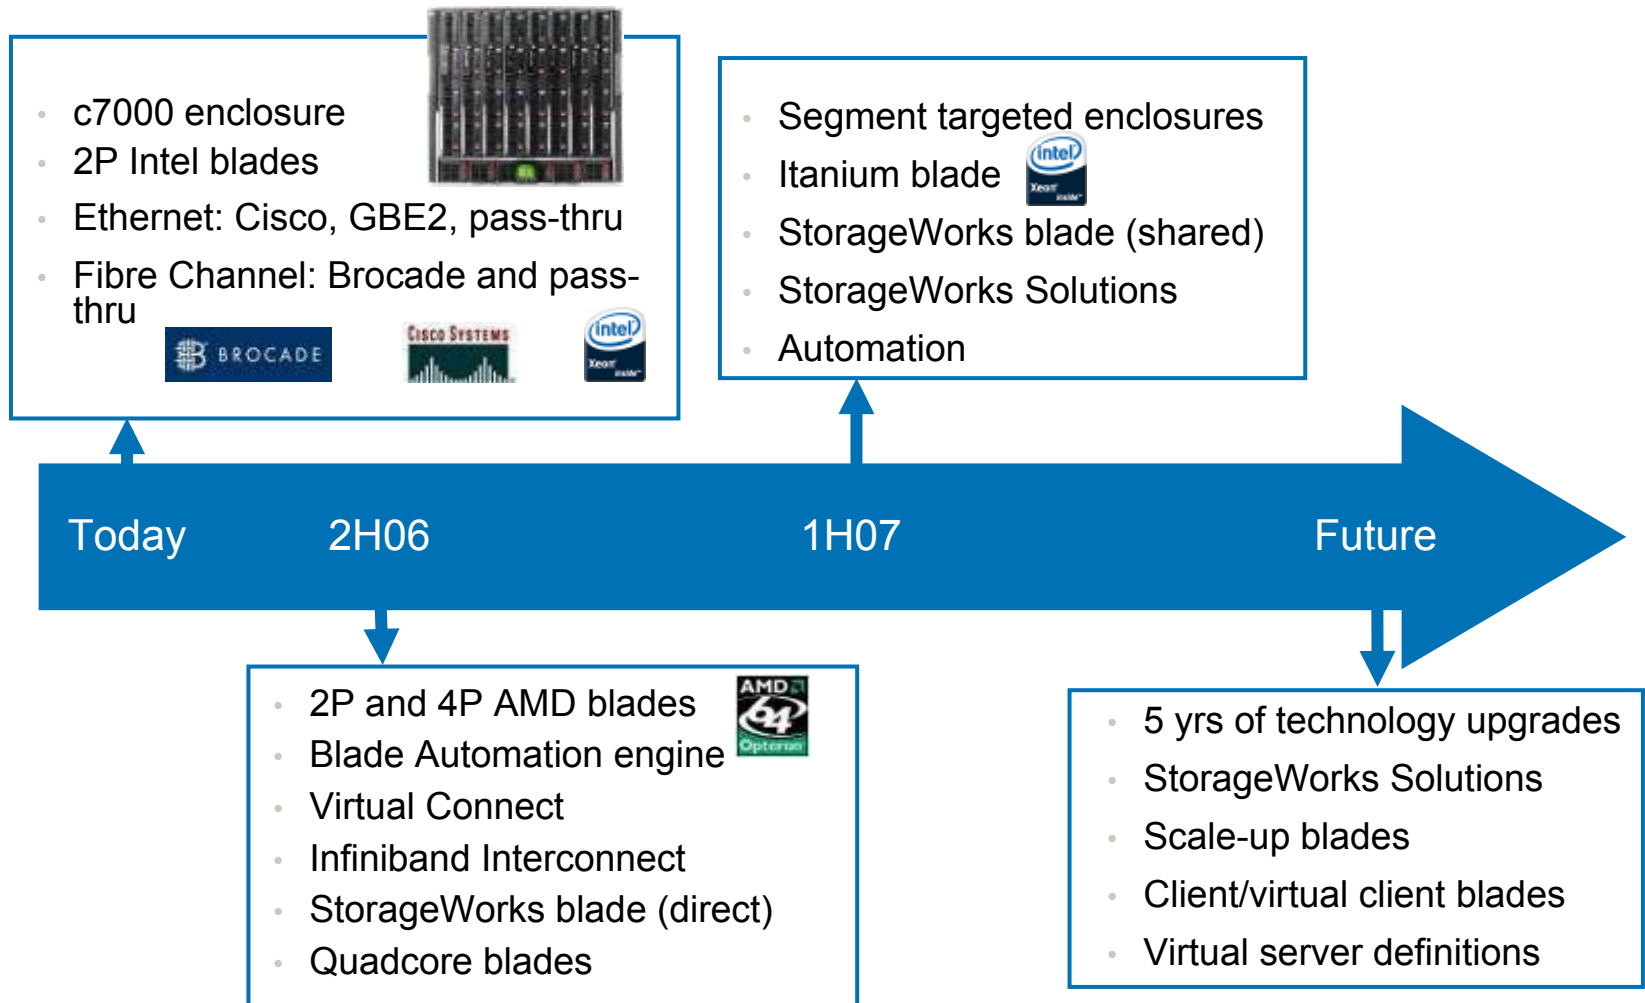 c7000 enclosure
2P Intel blades
Ethernet: Cisco, GBE2, pass-thru
Fibre Channel: Brocade and pass-
thru
BROCADE
CISCO SYSTEMS
intel
Xeon
inside
Segment targeted enclosures
Itanium blade
intel
Xeon
inside
StorageWorks blade (shared)
StorageWorks Solutions
Automation
Today
2H06
1H07
Future
2P and 4P AMD blades
AMD
64
Opteron
Blade Automation engine
Virtual Connect
Infiniband Interconnect
StorageWorks blade (direct)
Quadcore blades
5 yrs of technology upgrades
StorageWorks Solutions
Scale-up blades
Client/virtual client blades
Virtual server definitions